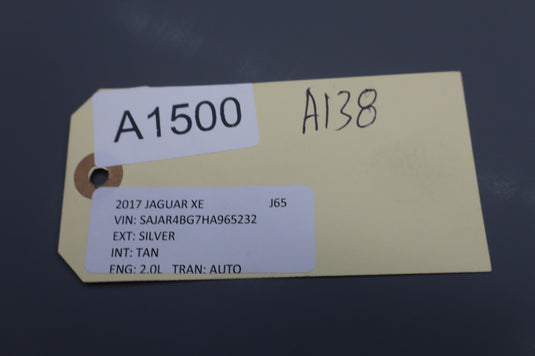 A1500
A138
2017 JAGUAR XE J65
VIN: SAJAR4BG7HA965232
EXT: SILVER
INT: TAN
ENG: 2.0L TRAN: AUTO